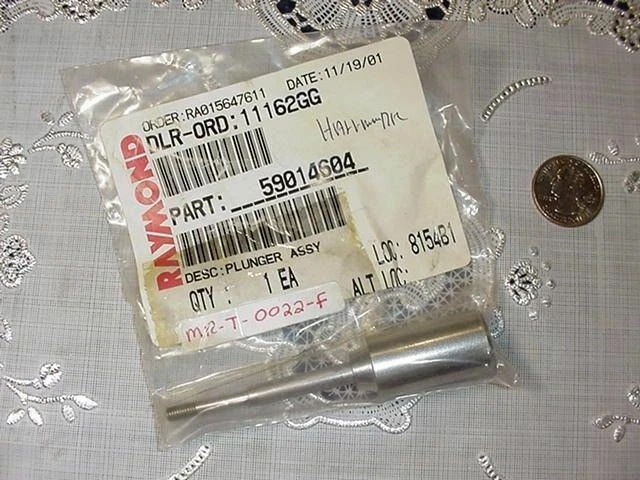 ORDER:RA015647611 DATE:11/19/01
DLR-ORD:11162GG
RAYMOND
PART: 59014604
DESC:PLUNGER ASSY
LOC: 8154B1
QTY : 1 EA
ALT LOC:
MR-T-0022-F